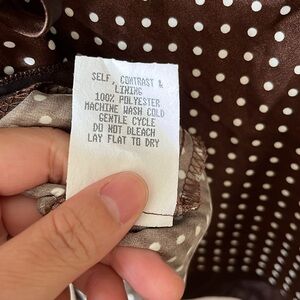 SELF, CONTRAST &
LINING
100% POLYESTER
MACHINE WASH COLD
GENTLE CYCLE
DO NOT BLEACH
LAY FLAT TO DRY